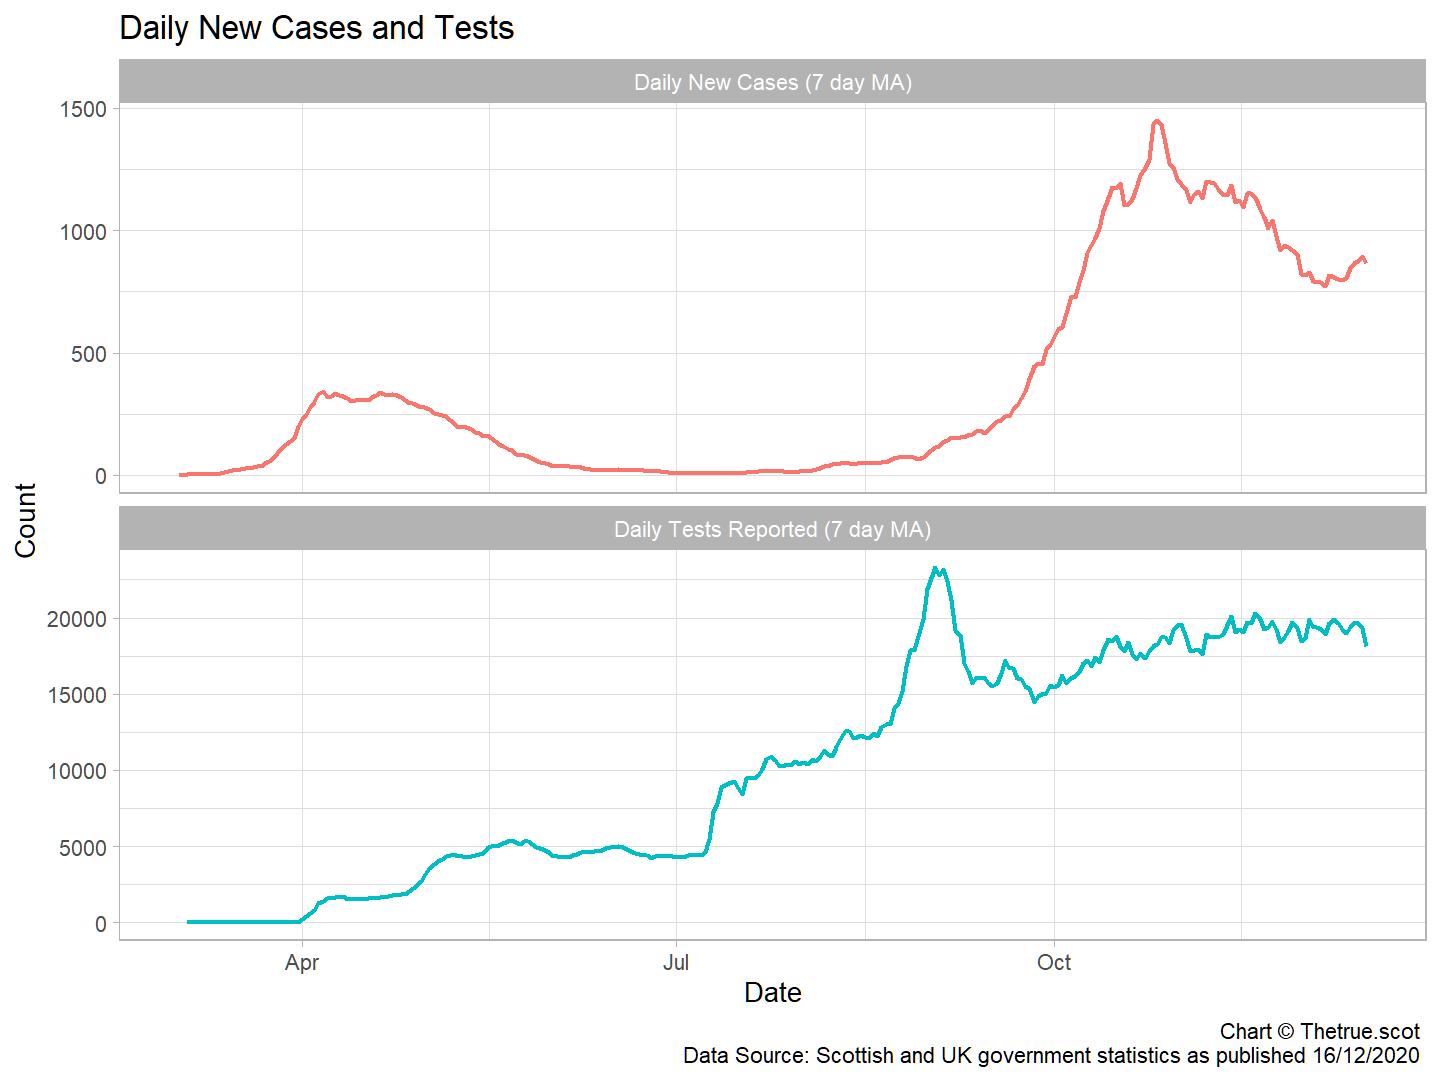 Daily New Cases and Tests
Daily New Cases (7 day MA)
1500
1000
500
0
Count
Daily Tests Reported (7 day MA)
20000
15000
10000
5000
0
Apr
Jul
Oct
Date
Chart © Thetrue.scot
Data Source: Scottish and UK government statistics as published 16/12/2020